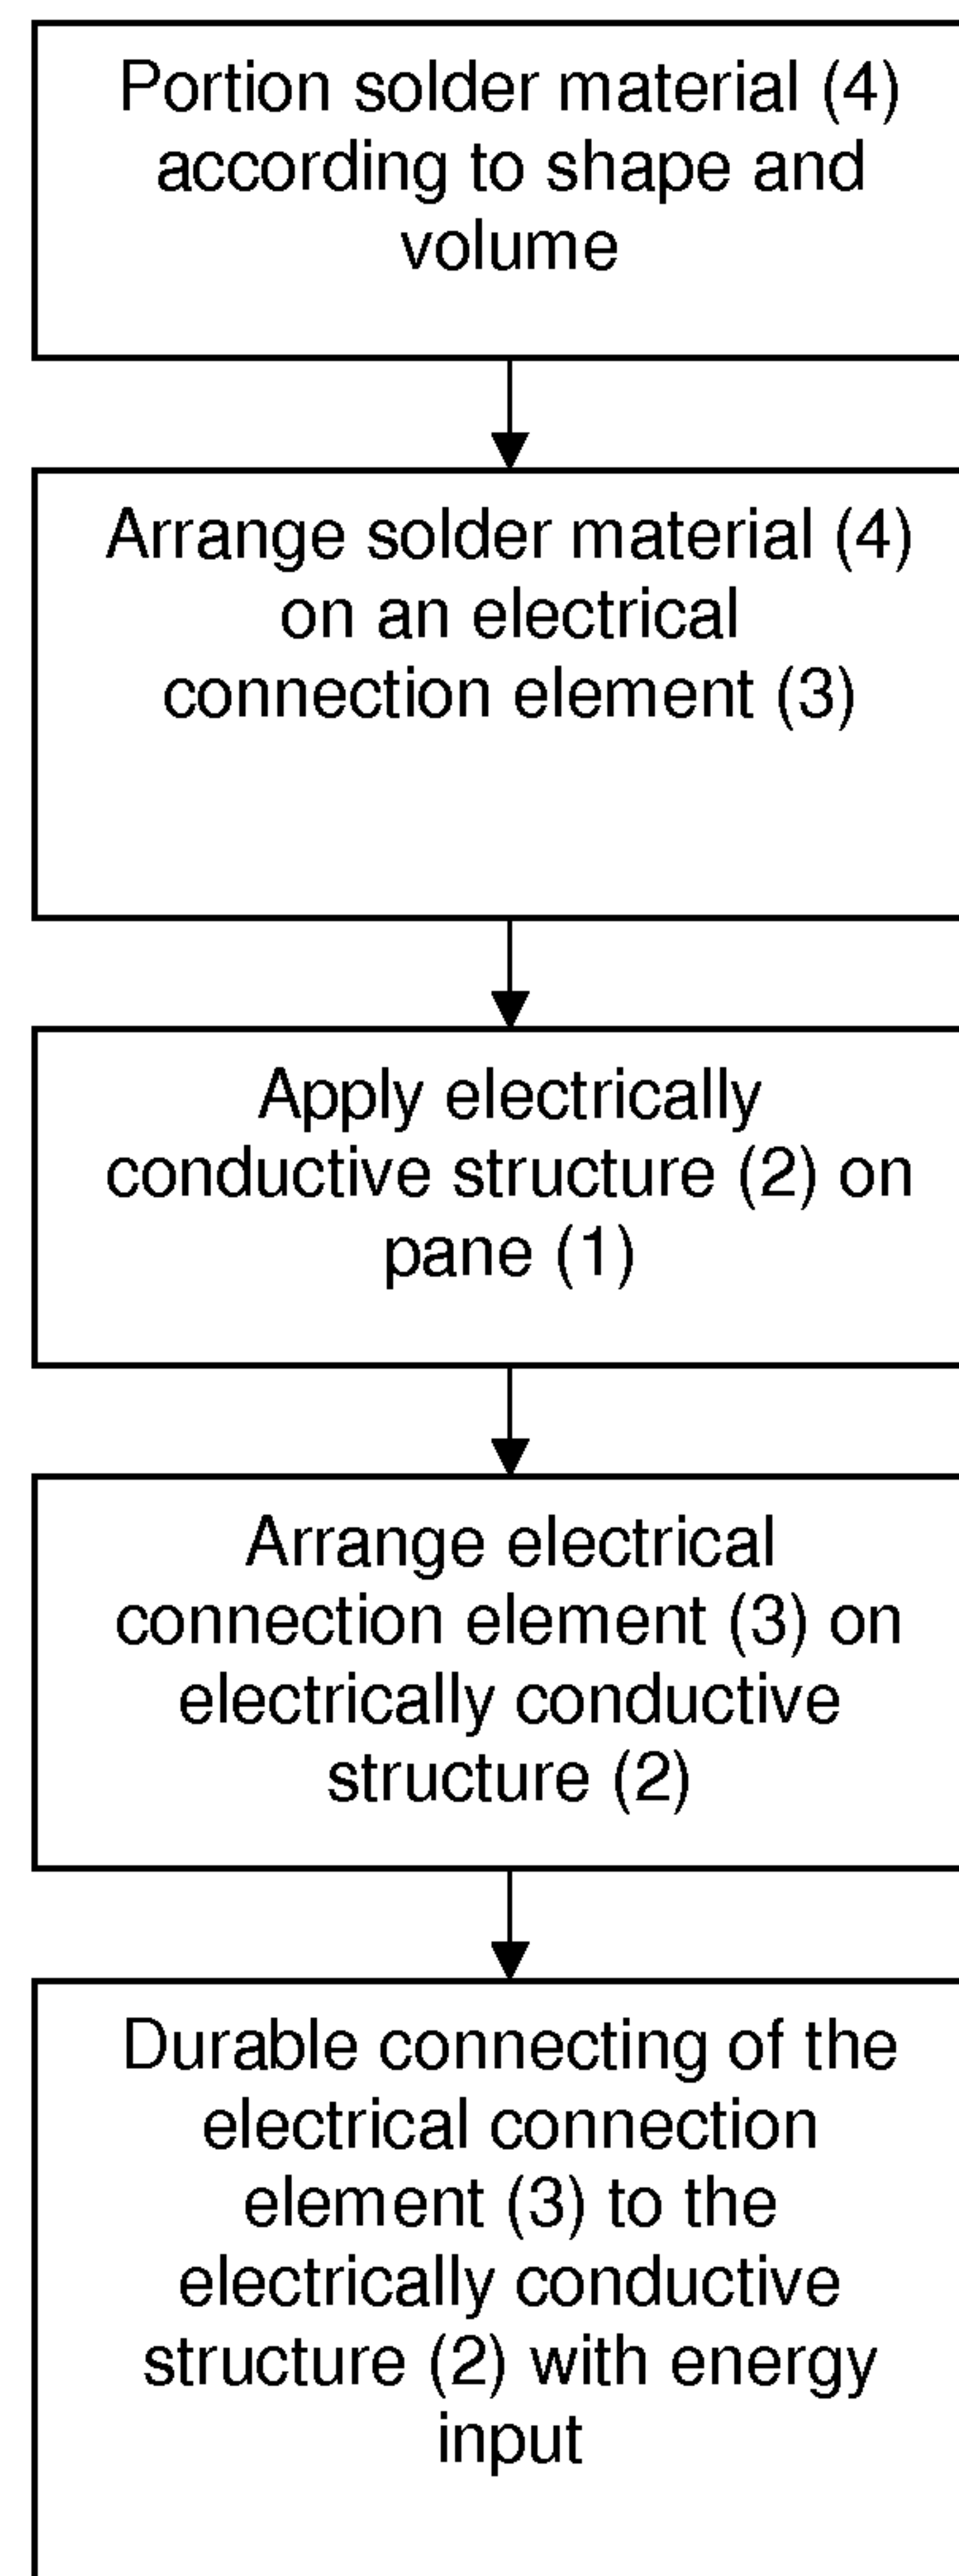 Portion solder material (4)
according to shape and
volume
Arrange solder material (4)
on an electrical
connection element (3)
Apply electrically
conductive structure (2) on
pane (1)
Arrange electrical
connection element (3) on
electrically conductive
structure (2)
Durable connecting of the
electrical connection
element (3) to the
electrically conductive
structure (2) with energy
input